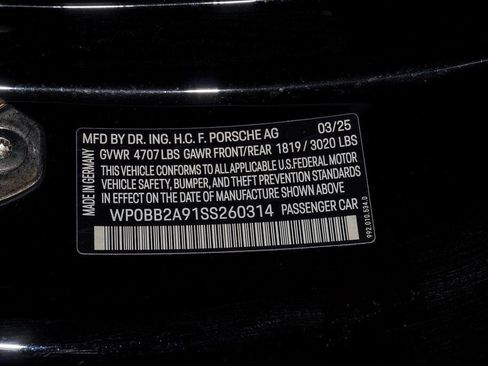 MADE IN GERMANY
MFD BY DR. ING. H.C. F. PORSCHE AG 03/25
GVWR 4707 LBS GAWR FRONT/REAR 1819 / 3020 LBS
THIS VEHICLE CONFORMS TO ALL APPLICABLE U.S. FEDERAL MOTOR
VEHICLE SAFETY, BUMPER, AND THEFT PREVENTION
STANDARDS IN EFFECT ON THE DATE OF MANUFACTURE SHOWN ABOVE.
WP0BB2A91SS260314 PASSENGER CAR
992.010.534.0